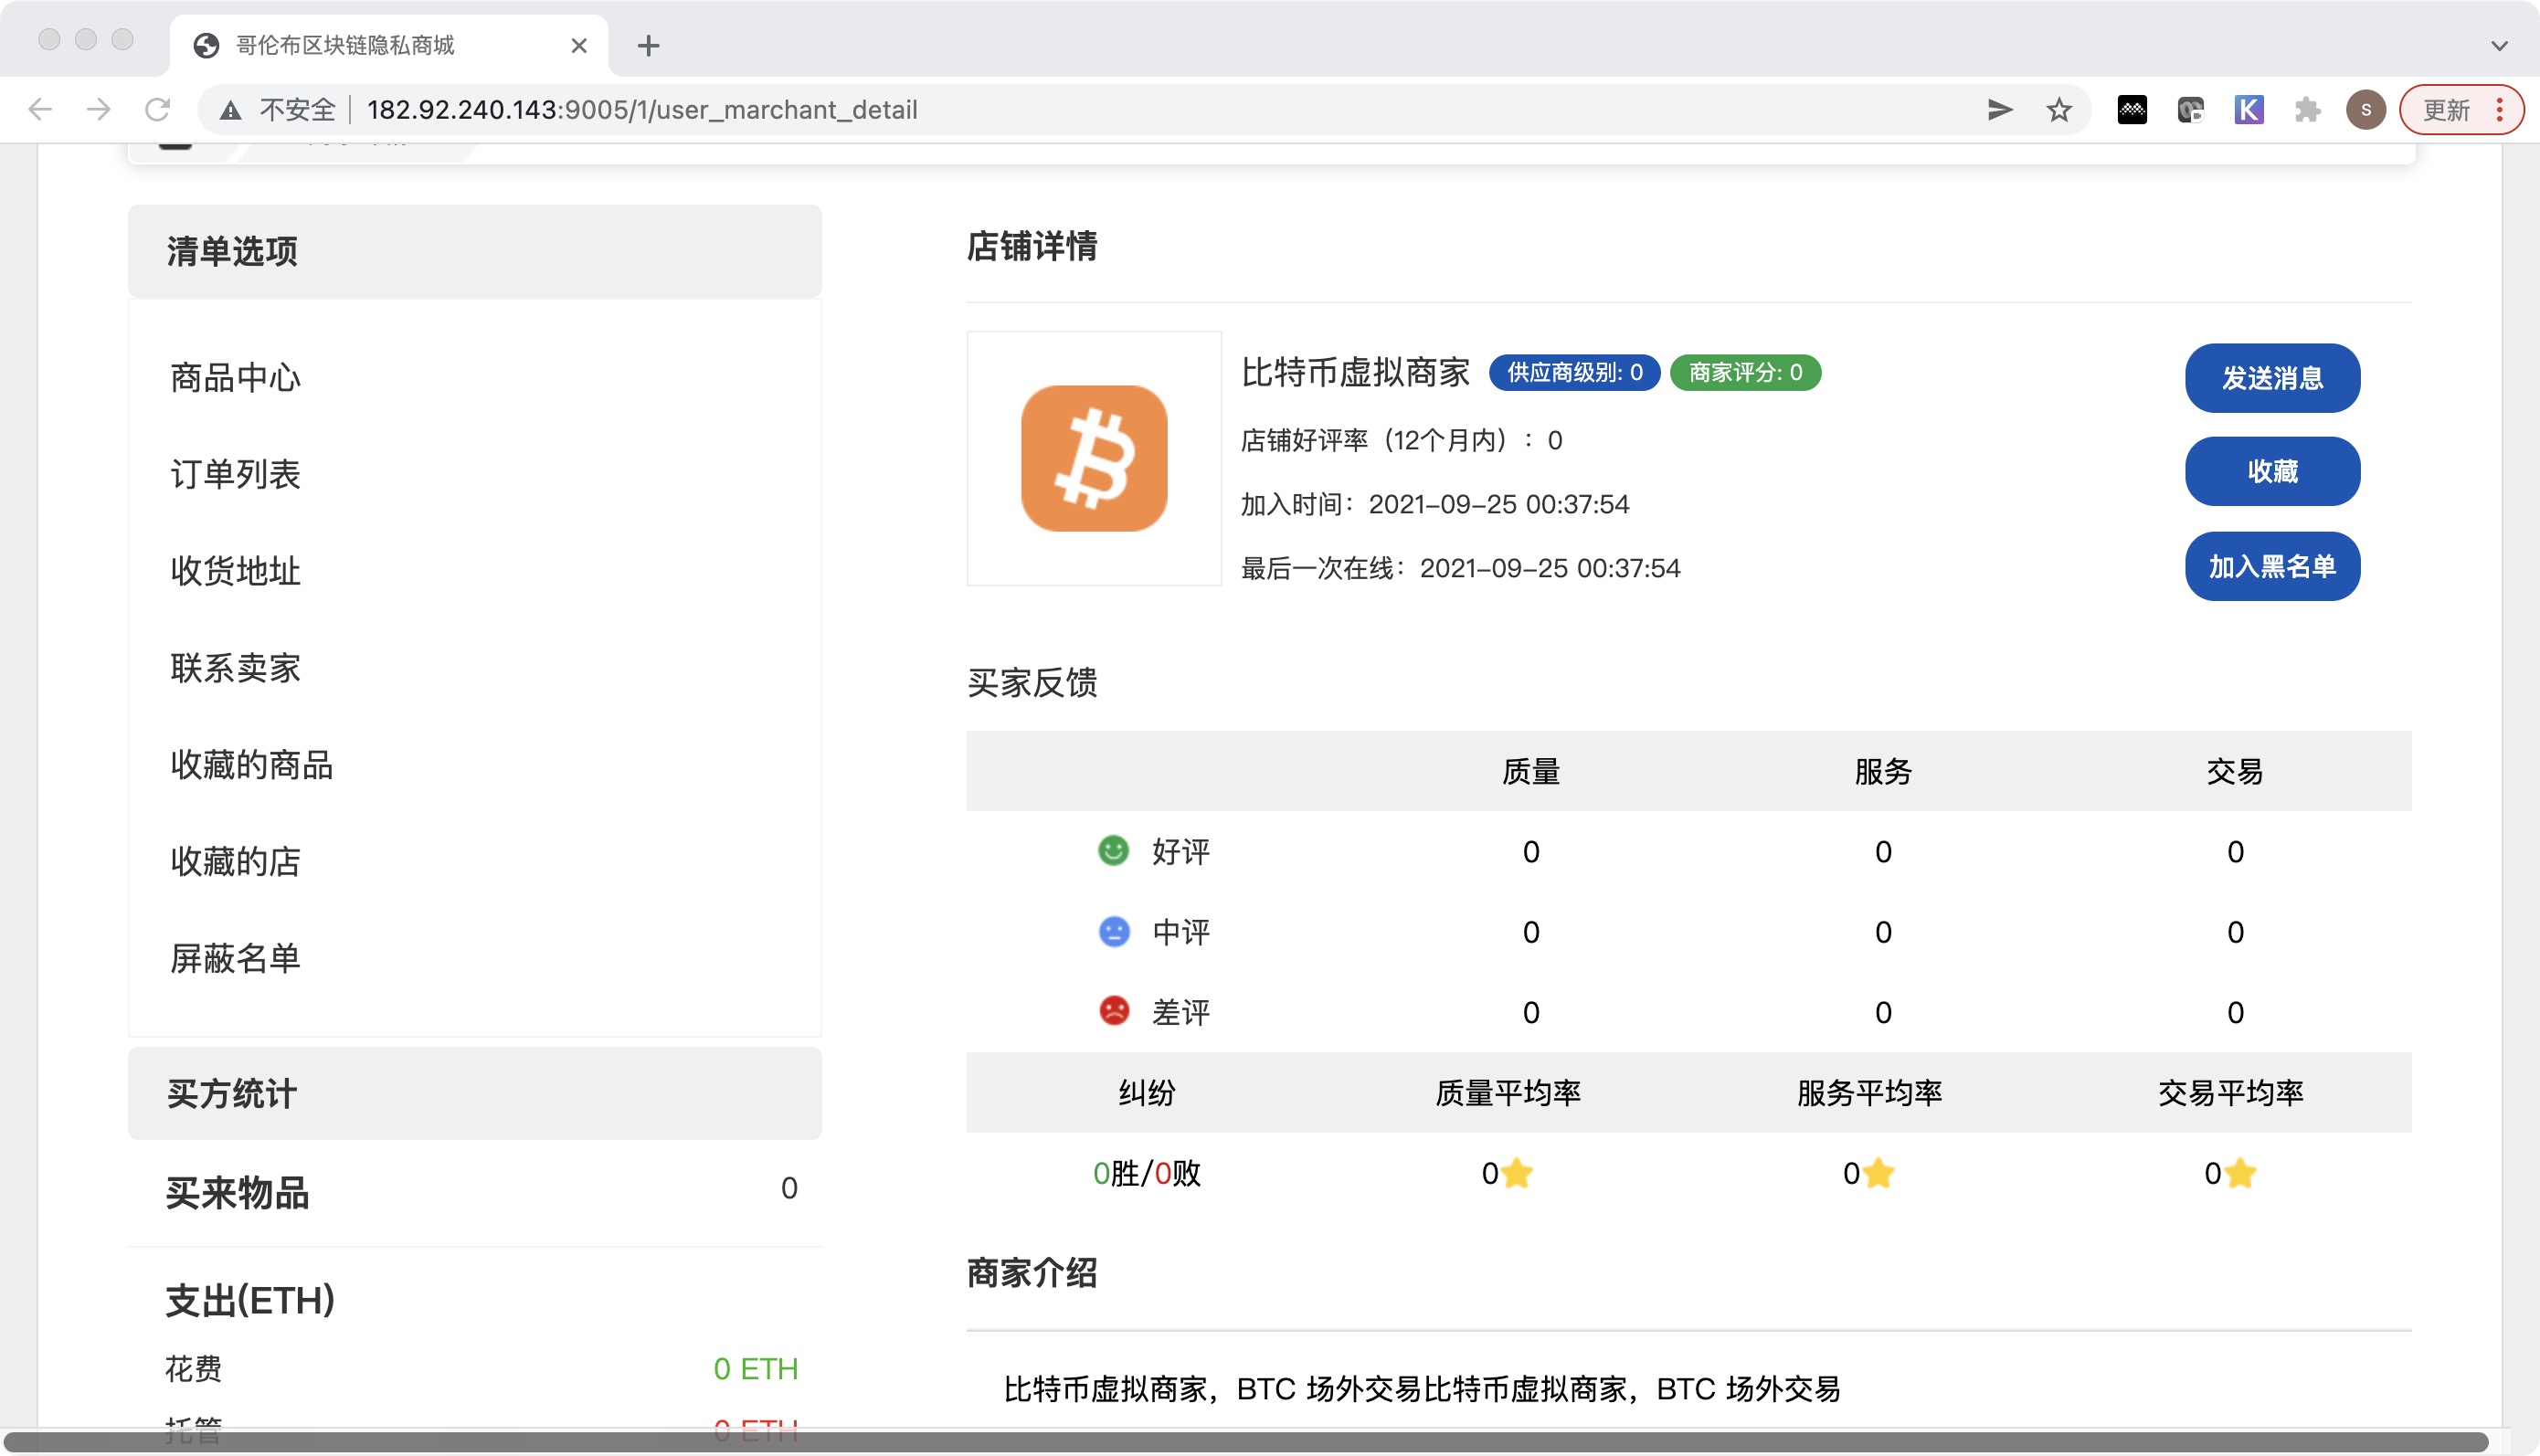 哥伦布区块链隐私商城
不安全 182.92.240.143:9005/1/user_marchant_detail
S
更新
清单选项
商品中心
订单列表
收货地址
联系卖家
收藏的商品
收藏的店
屏蔽名单
买方统计
买来物品 0
支出(ETH)
花费 0 ETH
托管 0 ETH
店铺详情
比特币虚拟商家 供应商级别: 0 商家评分: 0
店铺好评率（12个月内）：0
加入时间：2021-09-25 00:37:54
最后一次在线：2021-09-25 00:37:54
发送消息
收藏
加入黑名单
买家反馈
质量 服务 交易
好评 0 0 0
中评 0 0 0
差评 0 0 0
纠纷 质量平均率 服务平均率 交易平均率
0胜/0败 0 0 0
商家介绍
比特币虚拟商家，BTC 场外交易比特币虚拟商家，BTC 场外交易